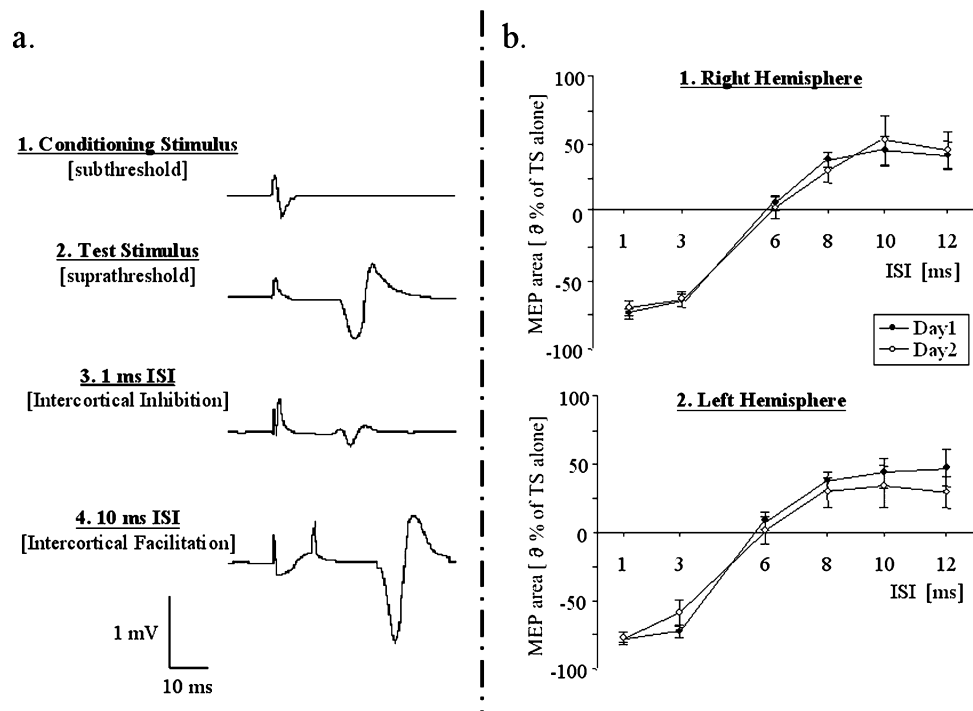 a.
1. Conditioning Stimulus
[subthreshold]
2. Test Stimulus
[suprathreshold]
3. 1 ms ISI
[Intercortical Inhibition]
4. 10 ms ISI
[Intercortical Facilitation]
1 mV
10 ms
b.
1. Right Hemisphere
MEP area [ ∂ % of TS alone]
100
50
0
-50
-100
1 3 6 8 10 12
ISI [ms]
Day1
Day2
2. Left Hemisphere
MEP area [ ∂ % of TS alone]
100
50
0
-50
-100
1 3 6 8 10 12
ISI [ms]